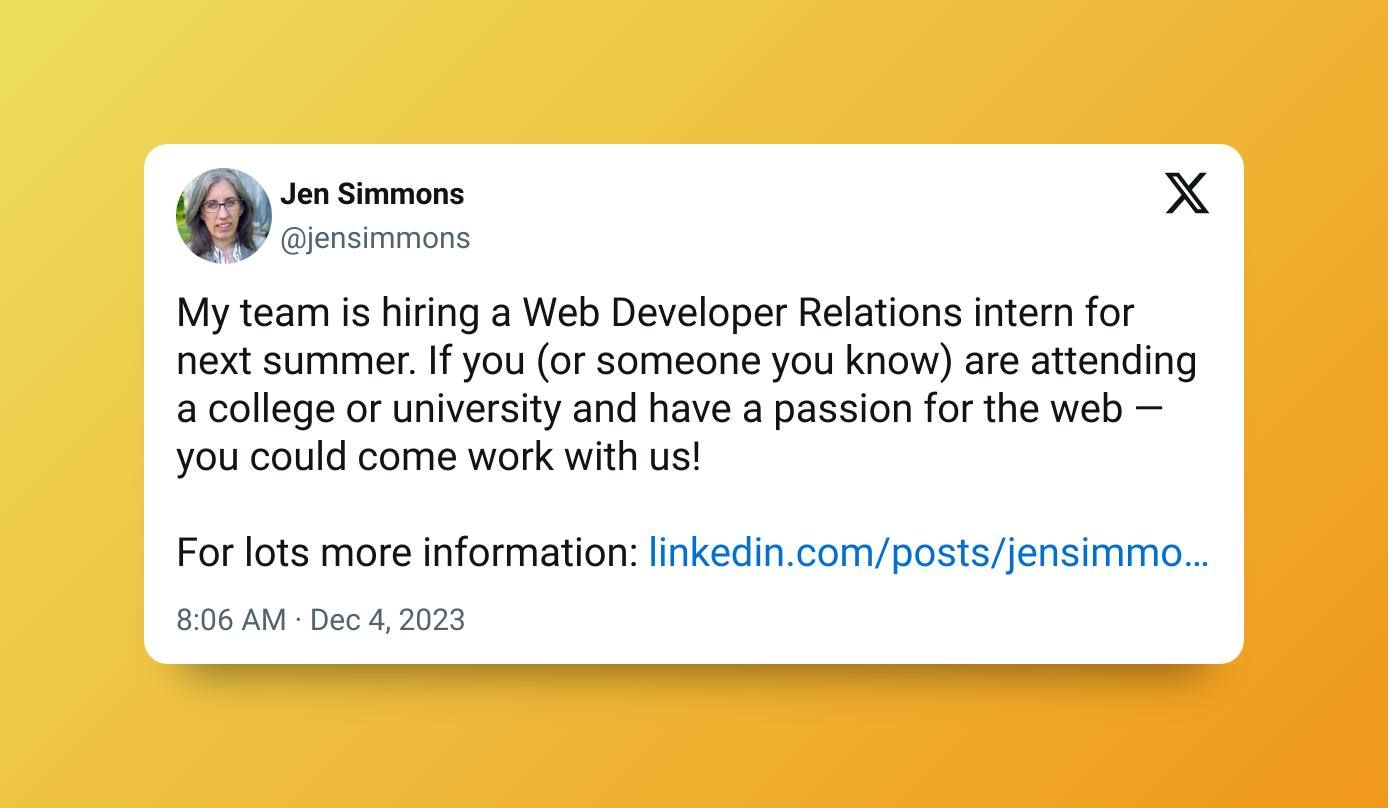 Jen Simmons
@jensimmons
My team is hiring a Web Developer Relations intern for
next summer. If you (or someone you know) are attending
a college or university and have a passion for the web —
you could come work with us!
For lots more information: linkedin.com/posts/jensimmo…
8:06 AM · Dec 4, 2023